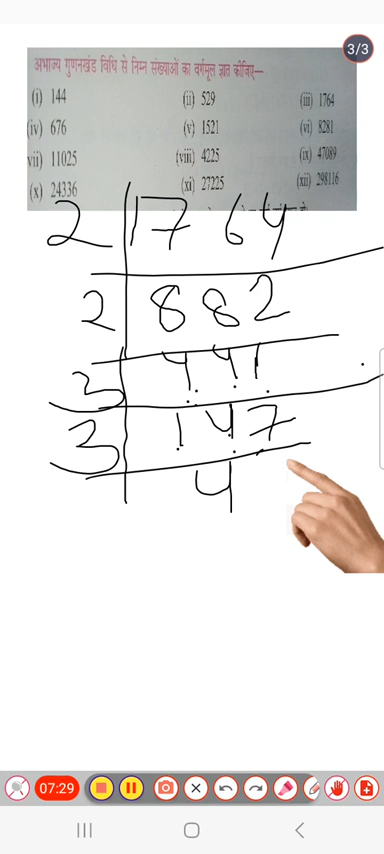 3/3
अभाज्य गुणनखंड विधि से निम्न संख्याओं का वर्गमूल ज्ञात कीजिए—
(i) 144 (ii) 529 (iii) 1764
(iv) 676 (v) 1521 (vi) 8281
vii) 11025 (viii) 4225 (ix) 47089
(x) 24336 (xi) 27225 (xii) 298116
2 1764
2 882
3 441
3 147
4
07:29